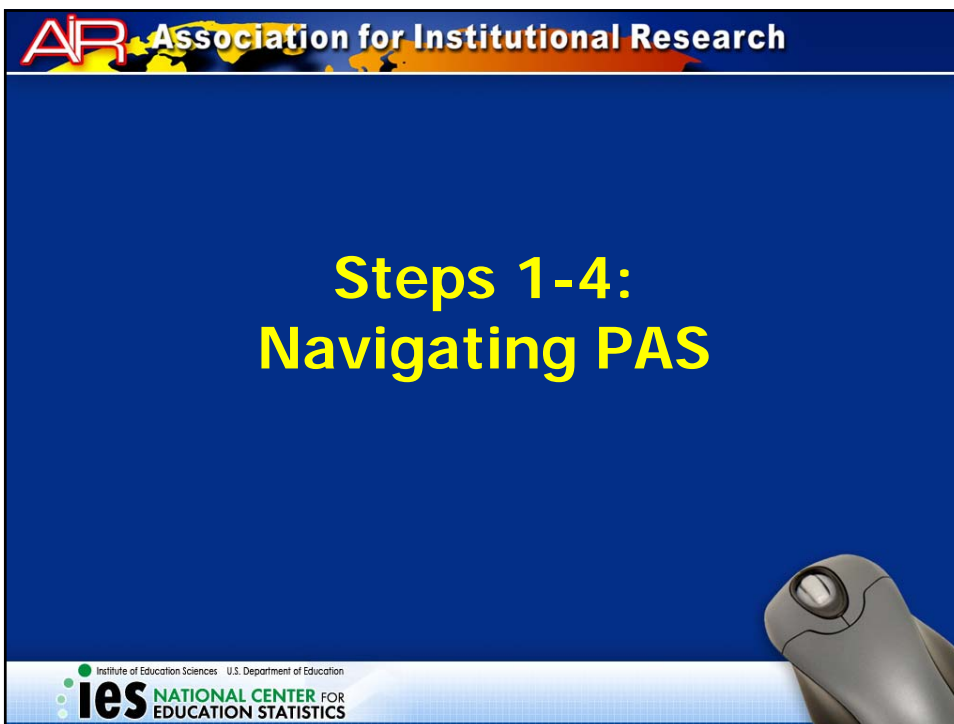 AIR Association for Institutional Research
Steps 1-4:
Navigating PAS
Institute of Education Sciences U.S. Department of Education
ies NATIONAL CENTER FOR
EDUCATION STATISTICS